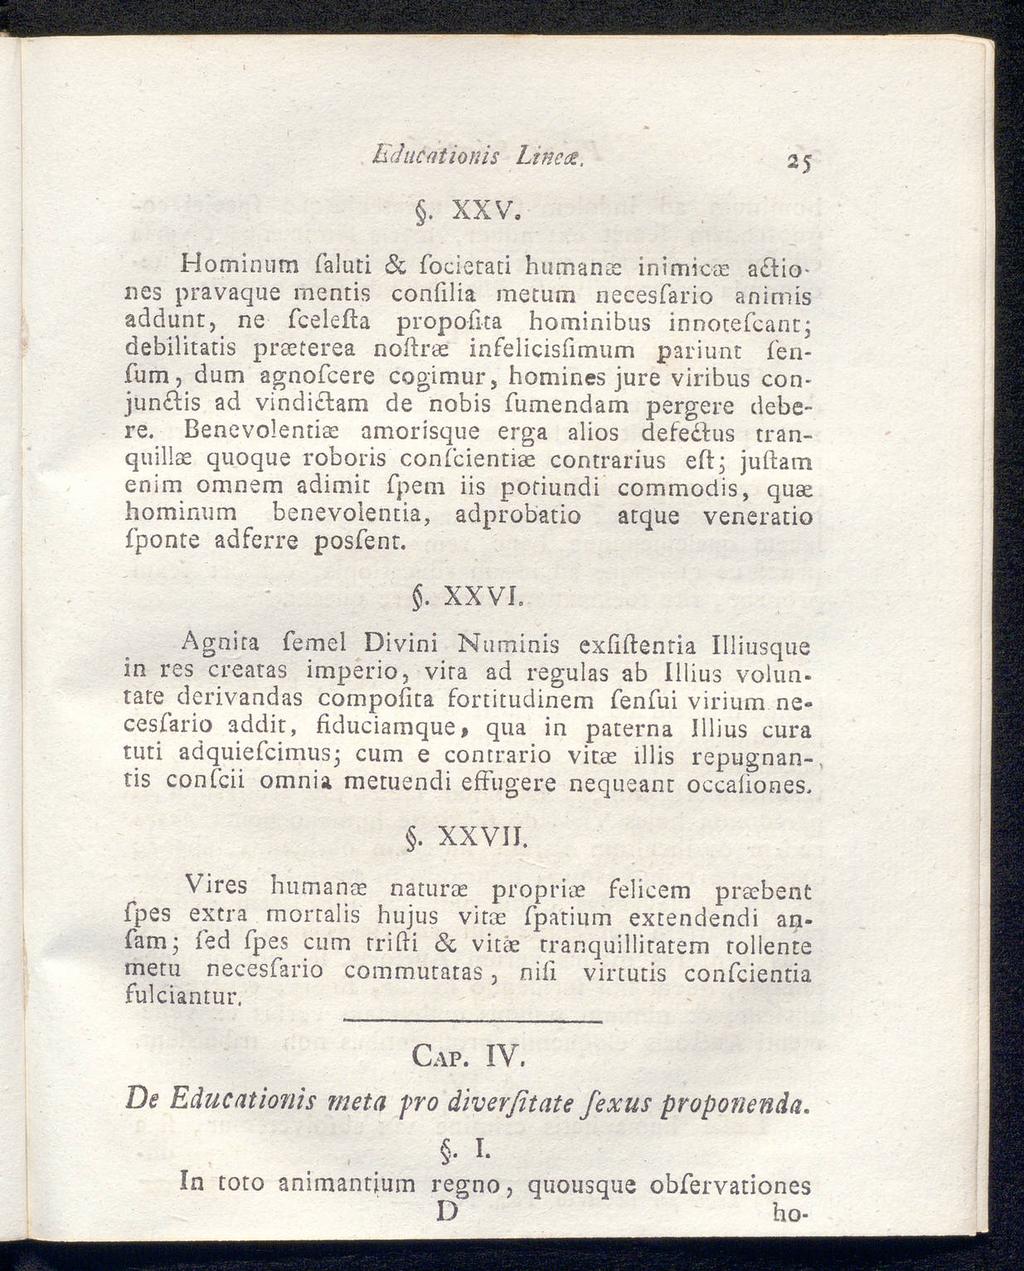 Educationis Lineæ. 25
§. XXV.
Hominum ſaluti & ſocietati humanæ inimicæ actio-
nes pravaque mentis conſilia metum necesſario animis
addunt, ne ſceleſta propoſita hominibus innoteſcant;
debilitatis præterea noſtræ infelicisſimum pariunt ſen-
ſum, dum agnoſcere cogimur, homines jure viribus con-
junctis ad vindictam de nobis ſumendam pergere debe-
re. Benevolentiæ amorisque erga alios defectus tran-
quillæ quoque roboris conſcientiæ contrarius eſt; juſtam
enim omnem adimit ſpem iis potiundi commodis, quæ
hominum benevolentia, adprobatio atque veneratio
ſponte adferre posſent.
§. XXVI.
Agnita ſemel Divini Numinis exſiſtentia Illiusque
in res creatas imperio, vita ad regulas ab Illius volun-
tate derivandas compoſita fortitudinem ſenſui virium ne-
cesſario addit, fiduciamque, qua in paterna Illius cura
tuti adquieſcimus; cum e contrario vitæ illis repugnan-
tis conſcii omnia metuendi effugere nequeant occaſiones.
§. XXVII.
Vires humanæ naturæ propriæ felicem præbent
ſpes extra mortalis hujus vitæ ſpatium extendendi an-
ſam; ſed ſpes cum triſti & vitæ tranquillitatem tollente
metu necesſario commutatas, niſi virtutis conſcientia
fulciantur.
CAP. IV.
De Educationis meta pro diverſitate ſexus proponenda.
§. I.
In toto animantium regno, quousque obſervationes
D ho-